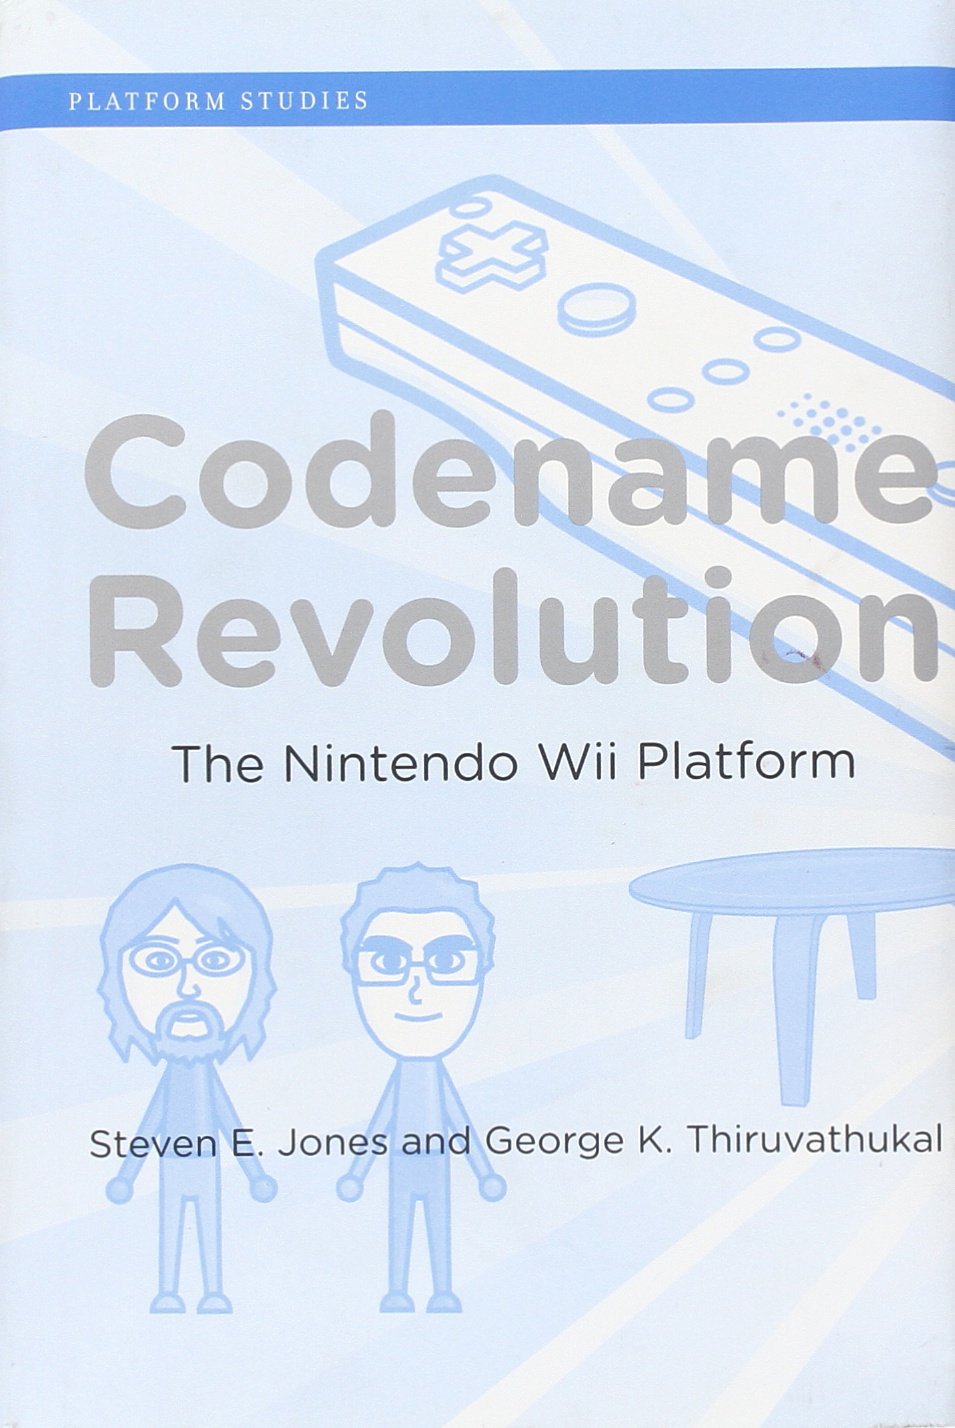 PLATFORM STUDIES
Codename
Revolution
The Nintendo Wii Platform
Steven E. Jones and George K. Thiruvathukal